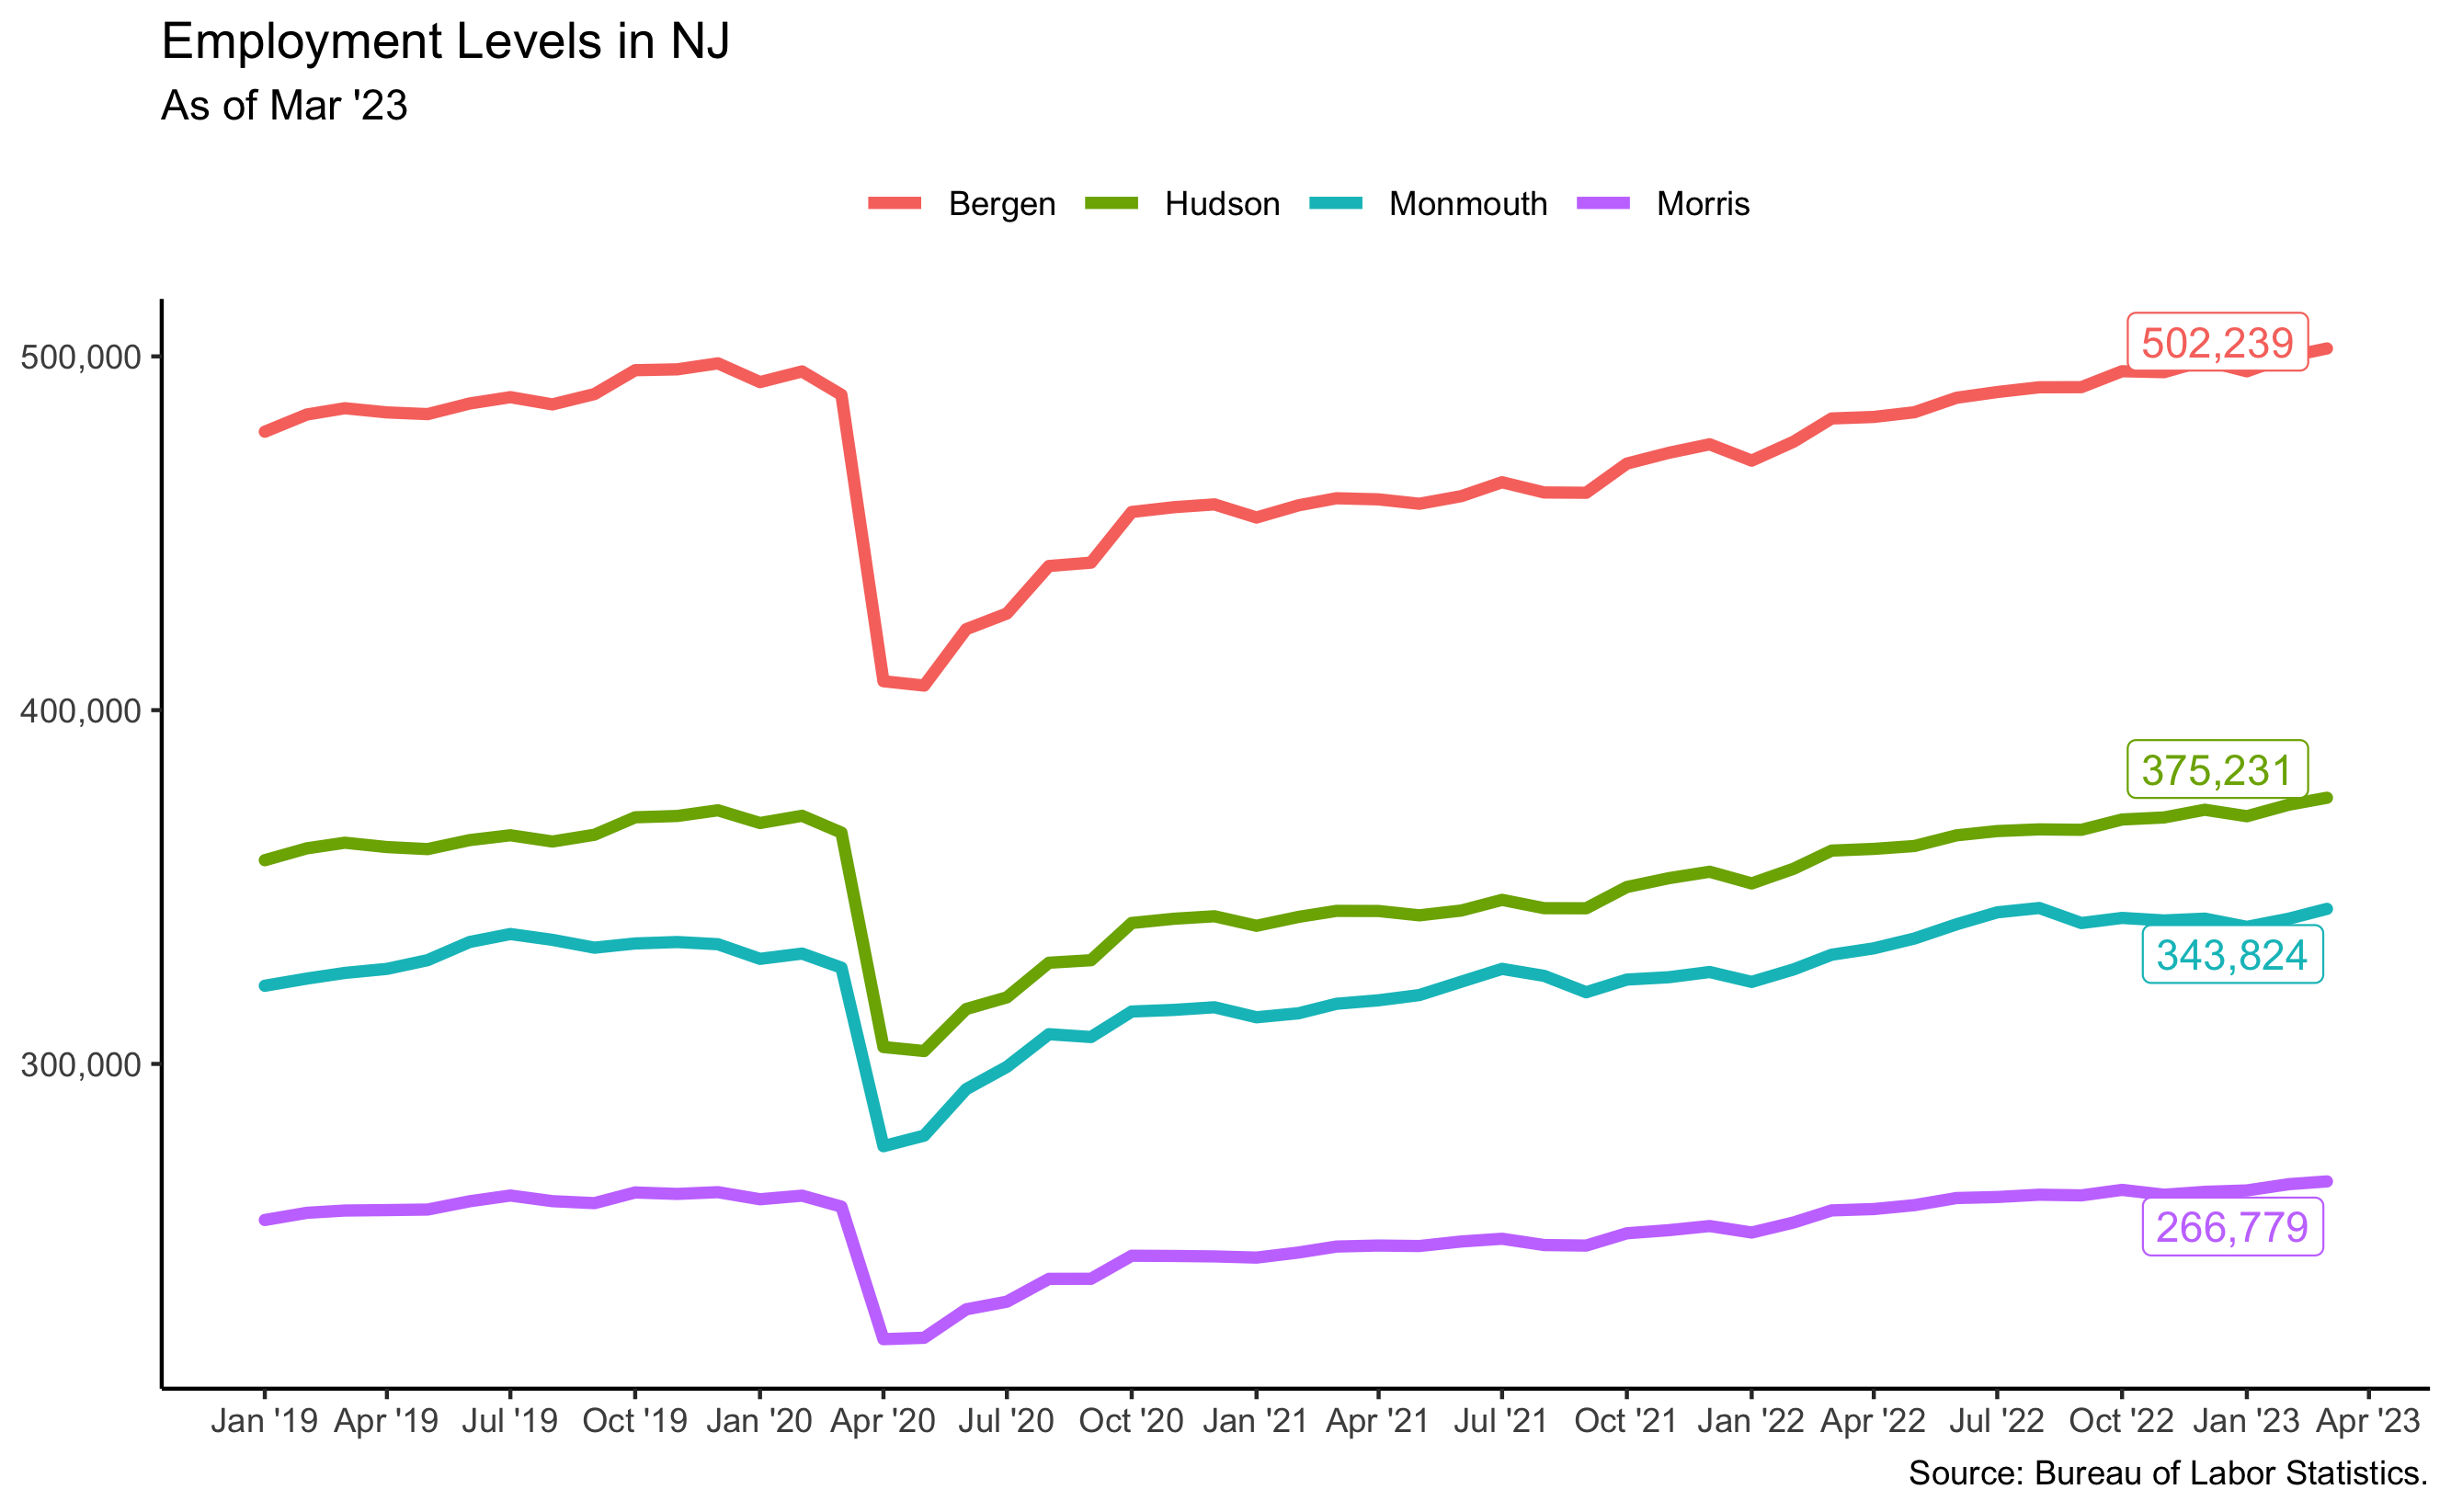 Employment Levels in NJ
As of Mar '23
Bergen Hudson Monmouth Morris
500,000
400,000
300,000
502,239
375,231
343,824
266,779
Jan '19 Apr '19 Jul '19 Oct '19 Jan '20 Apr '20 Jul '20 Oct '20 Jan '21 Apr '21 Jul '21 Oct '21 Jan '22 Apr '22 Jul '22 Oct '22 Jan '23 Apr '23
Source: Bureau of Labor Statistics.